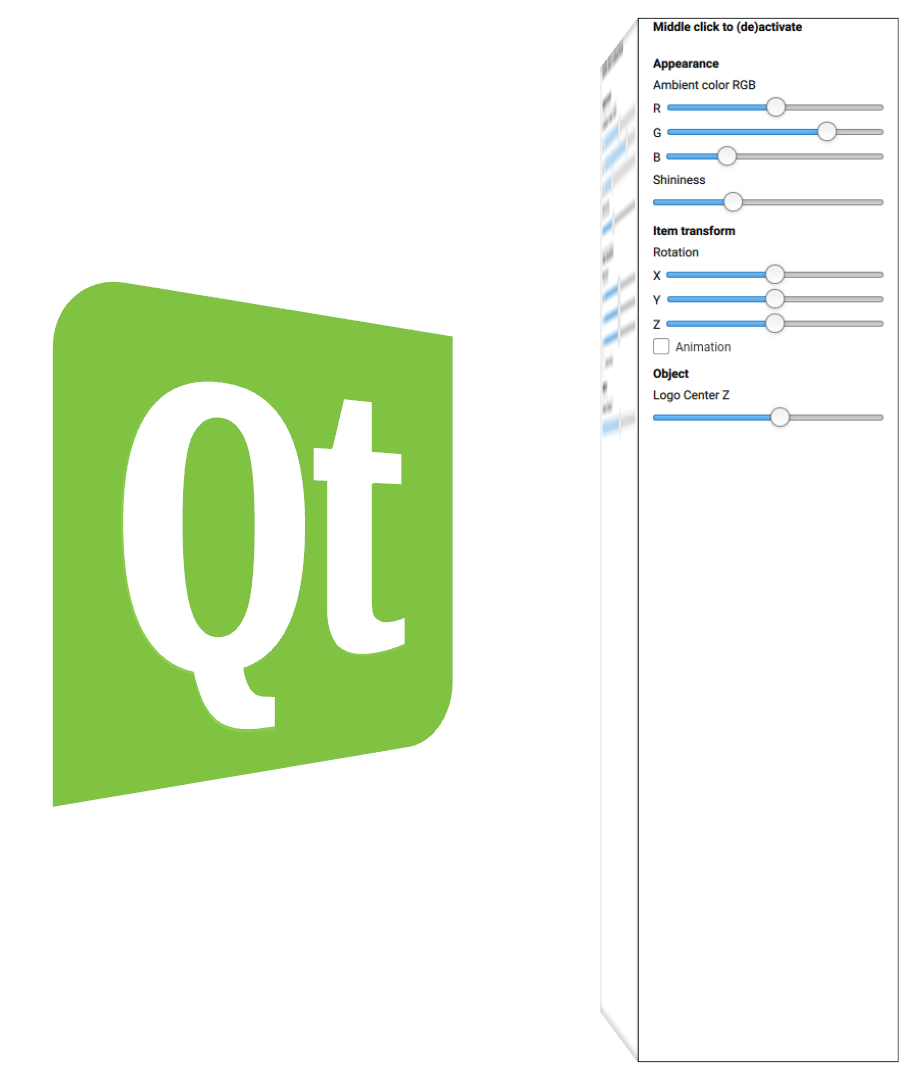 Qt
Middle click to (de)activate
Appearance
Ambient color RGB
R
G
B
Shininess
Item transform
Rotation
X
Y
Z
Animation
Object
Logo Center Z